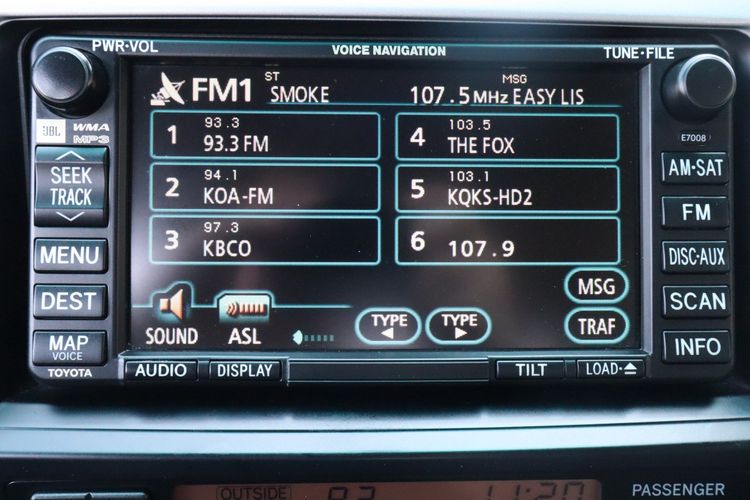 PWR·VOL
VOICE NAVIGATION
TUNE·FILE
JBL WMA MP3
E7008
FM1 ST SMOKE 107.5 MHz MSG EASY LIS
1 93.3 93.3 FM
4 103.5 THE FOX
2 94.1 KOA-FM
5 103.1 KQKS-HD2
3 97.3 KBCO
6 107.9
SEEK
TRACK
MENU
DEST
MAP
VOICE
TOYOTA
AM·SAT
FM
DISC·AUX
SCAN
INFO
SOUND
ASL
TYPE
TYPE
MSG
TRAF
AUDIO
DISPLAY
TILT
LOAD·
OUTSIDE
PASSENGER